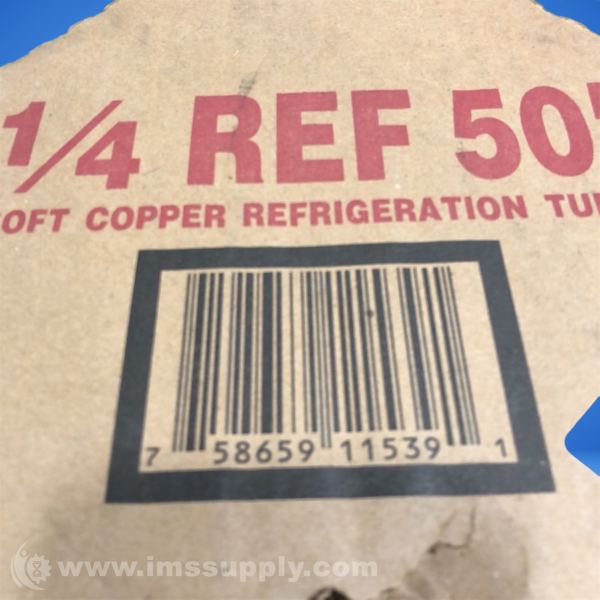 1/4 REF 50'
OFT COPPER REFRIGERATION TU
7 58659 11539 1
www.imssupply.com